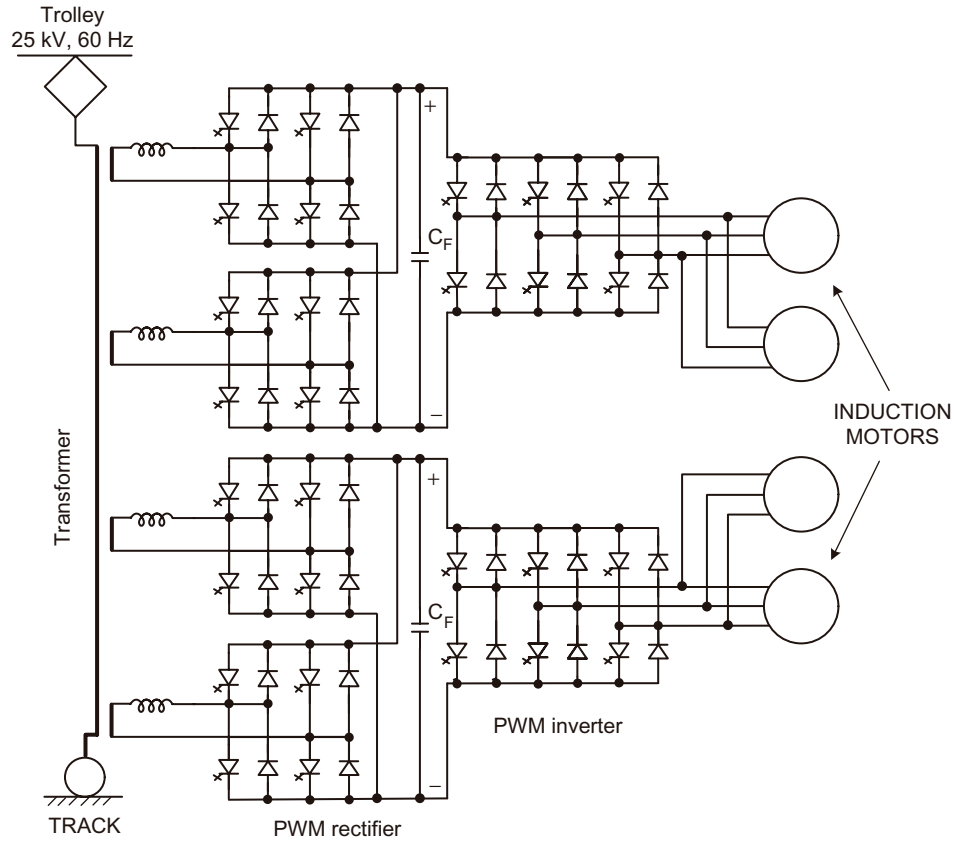 Trolley
25 kV, 60 Hz
+
C_F
−
INDUCTION
MOTORS
Transformer
+
C_F
−
PWM inverter
TRACK
PWM rectifier